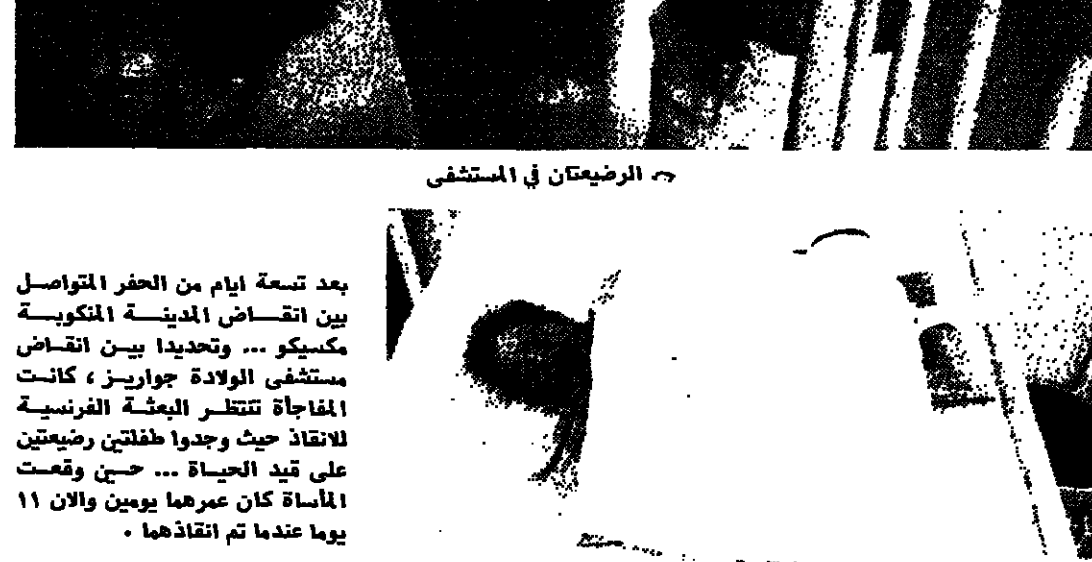 الرضيعتان في المستشفى
بعد تسعة ايام من الحفر المتواصل
بين انقاض المدينة المنكوبة
مكسيكو ... وتحديدا بين انقاض
مستشفى الولادة جواريز ، كانت
المفاجأة تنتظر البعثة الفرنسية
للانقاذ حيث وجدوا طفلتين رضيعتين
على قيد الحياة ... حين وقعت
المأساة كان عمرهما يومين والان ١١
يوما عندما تم انقاذهما .